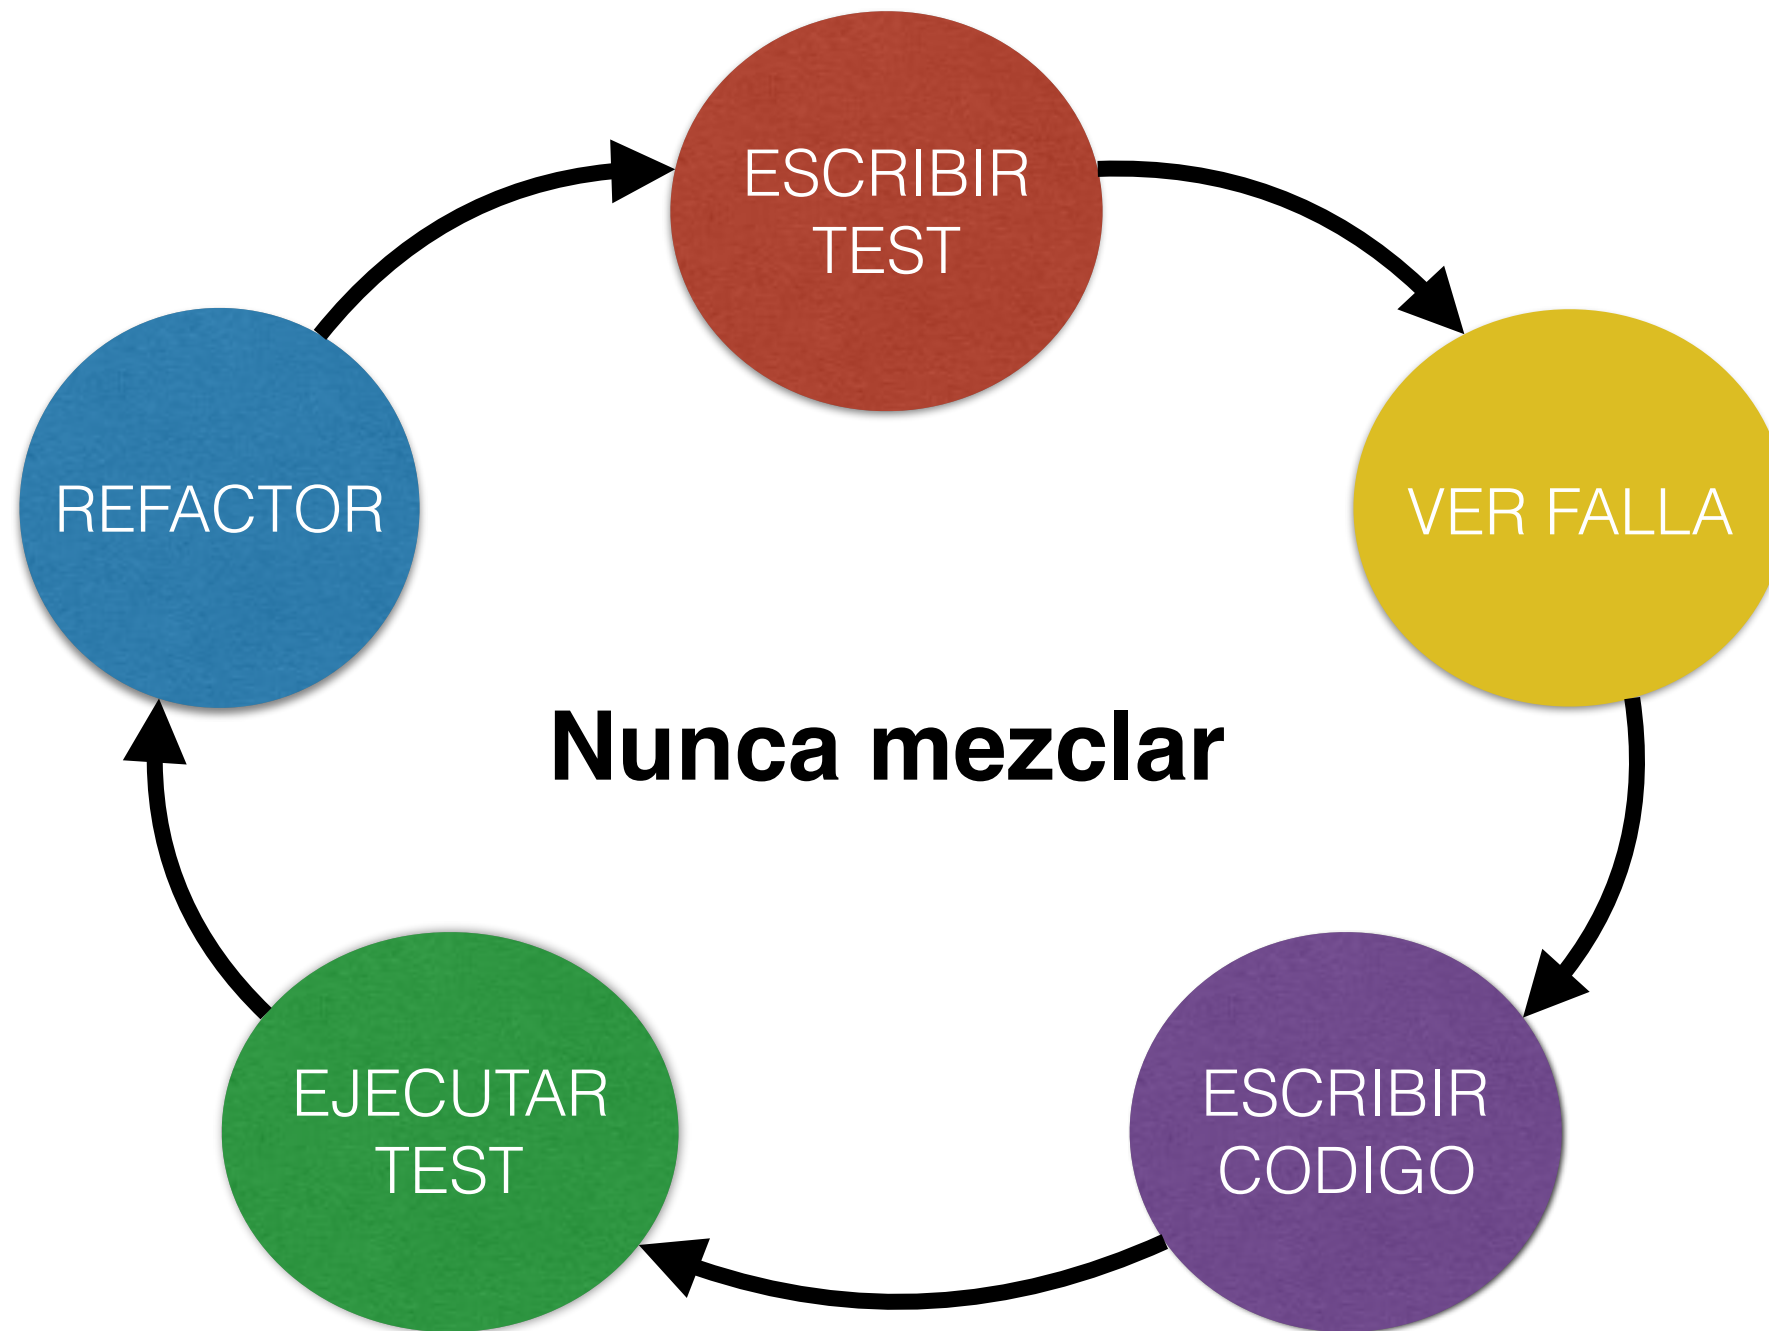 ESCRIBIR
TEST
VER FALLA
ESCRIBIR
CODIGO
EJECUTAR
TEST
REFACTOR
Nunca mezclar